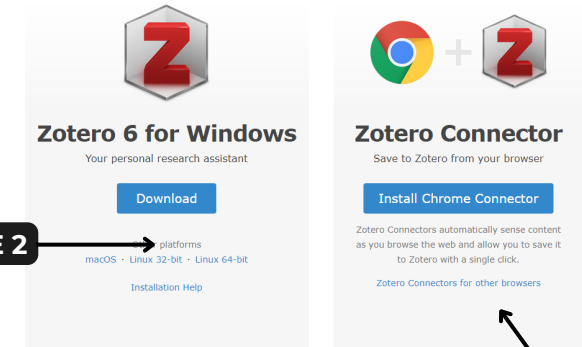 Zotero 6 for Windows
Your personal research assistant
Download
E 2
platforms
macOS · Linux 32-bit · Linux 64-bit
Installation Help
Zotero Connector
Save to Zotero from your browser
Install Chrome Connector
Zotero Connectors automatically sense content
as you browse the web and allow you to save it
to Zotero with a single click.
Zotero Connectors for other browsers